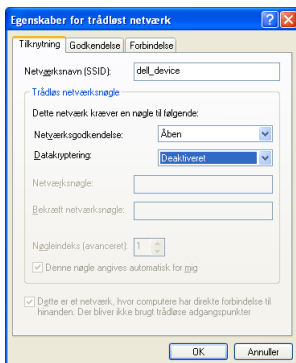 Egenskaber for trådløst netværk
Tilknytning Godkendelse Forbindelse
Netværksnavn (SSID): dell_device
Trådløs netværksnøgle
Dette netværk kræver en nøgle til følgende:
Netværksgodkendelse: Åben
Datakryptering: Deaktiveret
Netværksnøgle:
Bekræft netværksnøgle:
Nøgleindeks (avanceret): 1
Denne nøgle angives automatisk for mig
Dette er et netværk, hvor computere har direkte forbindelse til
hinanden. Der bliver ikke brugt trådløse adgangspunkter
OK Annuller